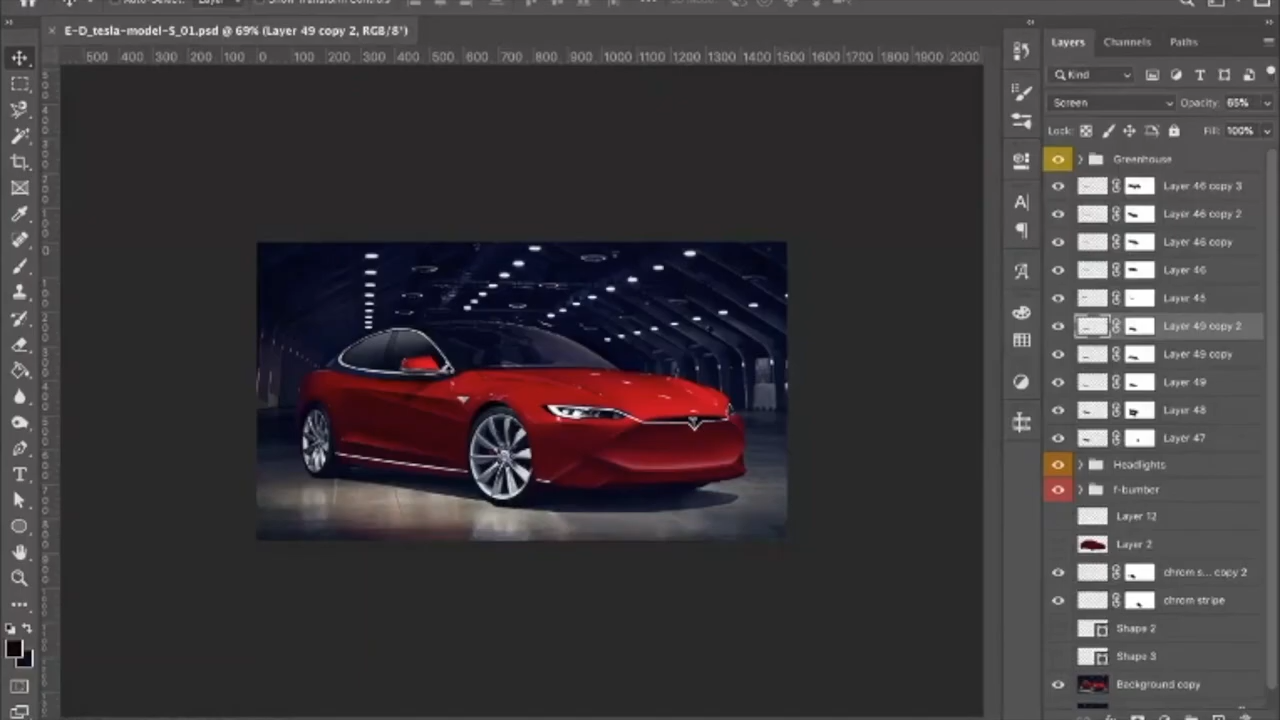 E-D_tesla-model-S_01.psd @ 69% (Layer 49 copy 2, RGB/8*)
500 400 300 200 100 0 100 200 300 400 500 600 700 800 900 1000 1100 1200 1300 1400 1500 1600 1700 1800 1900 2000
Layers Channels Paths
Kind
Screen Opacity: 65%
Lock: Fill: 100%
Greenhouse
Layer 46 copy 3
Layer 46 copy 2
Layer 46 copy
Layer 46
Layer 45
Layer 49 copy 2
Layer 49 copy
Layer 49
Layer 48
Layer 47
Headlights
f-bumber
Layer 12
Layer 2
chrom s... copy 2
chrom stripe
Shape 2
Shape 3
Background copy